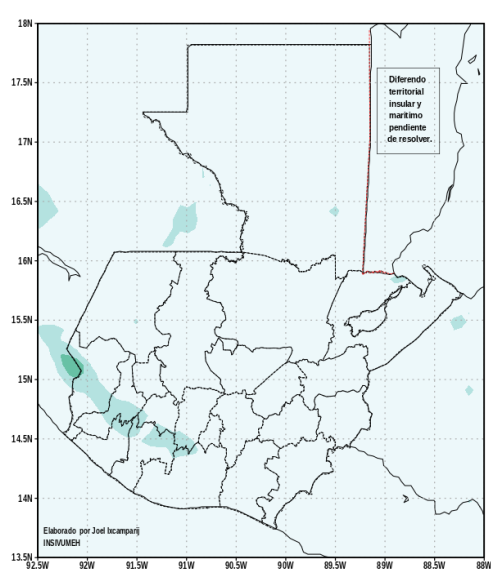 18N
17.5N
17N
16.5N
16N
15.5N
15N
14.5N
14N
13.5N
Diferendo
territorial
insular y
maritimo
pendiente
de resolver.
Elaborado por Joel Ixcamparij
INSIVUMEH
92.5W 92W 91.5W 91W 90.5W 90W 89.5W 89W 88.5W 88W